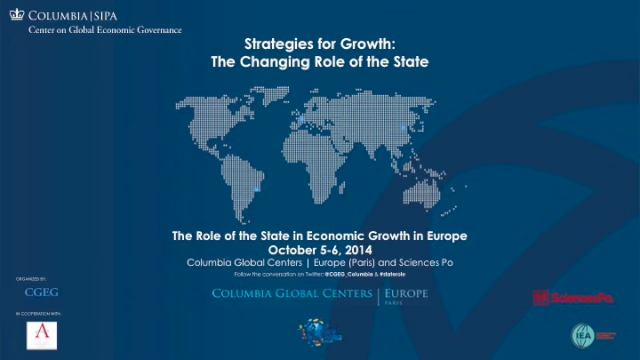 COLUMBIA | SIPA
Center on Global Economic Governance
Strategies for Growth:
The Changing Role of the State
The Role of the State in Economic Growth in Europe
October 5-6, 2014
Columbia Global Centers | Europe (Paris) and Sciences Po
Follow the conversation on Twitter: @CGEG_Columbia & #staterole
ORGANIZED BY:
CGEG
COLUMBIA GLOBAL CENTERS | EUROPE
PARIS
SciencesPo.
IN COOPERATION WITH:
A
IEA